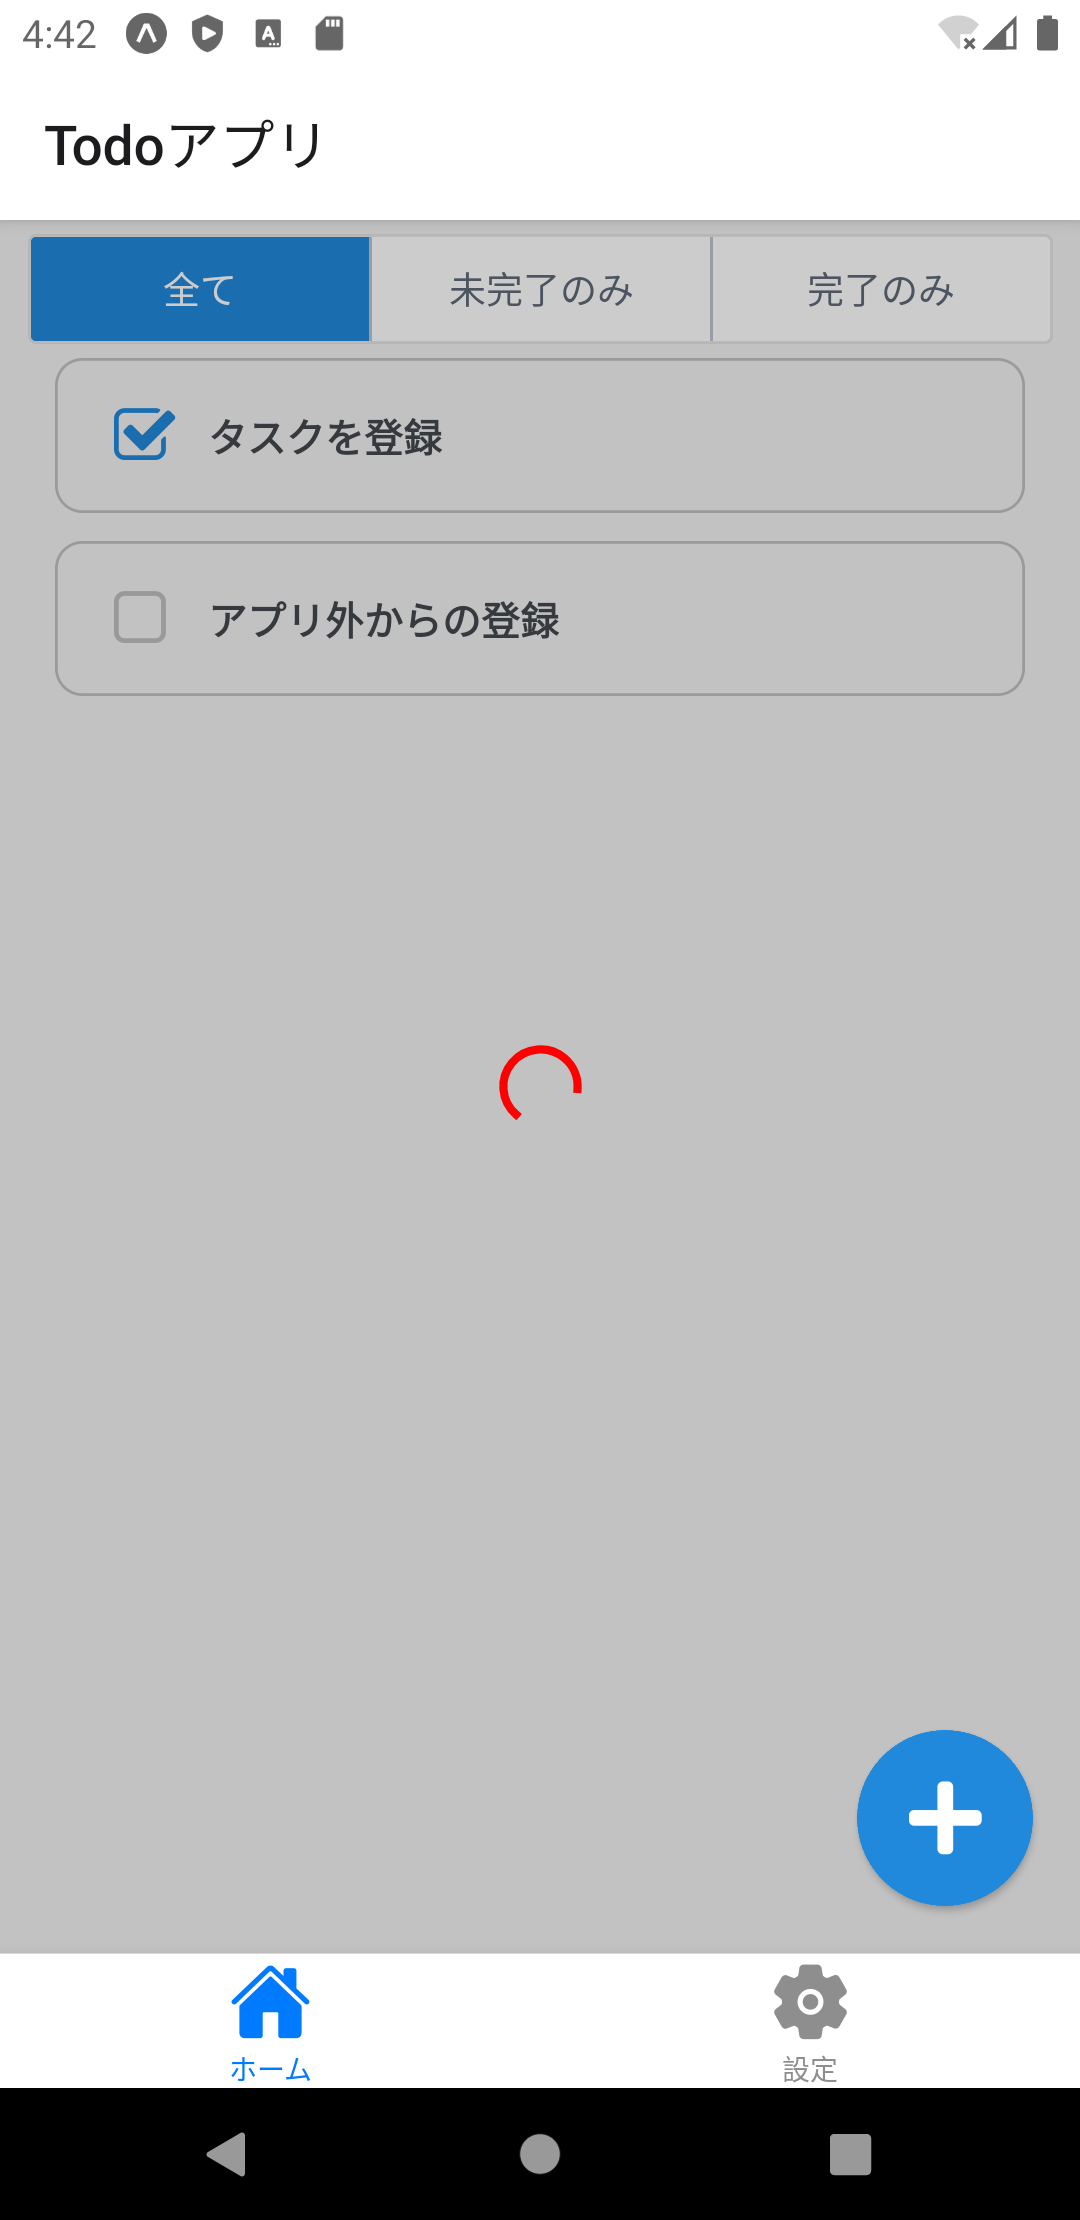 4:42
Todoアプリ
全て 未完了のみ 完了のみ
タスクを登録
アプリ外からの登録
ホーム 設定